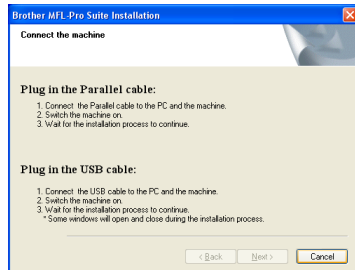 Brother MFL-Pro Suite Installation
Connect the machine
Plug in the Parallel cable:
1. Connect the Parallel cable to the PC and the machine.
2. Switch the machine on.
3. Wait for the installation process to continue.
Plug in the USB cable:
1. Connect the USB cable to the PC and the machine.
2. Switch the machine on.
3. Wait for the installation process to continue.
* Some windows will open and close during the installation process.
< Back Next > Cancel